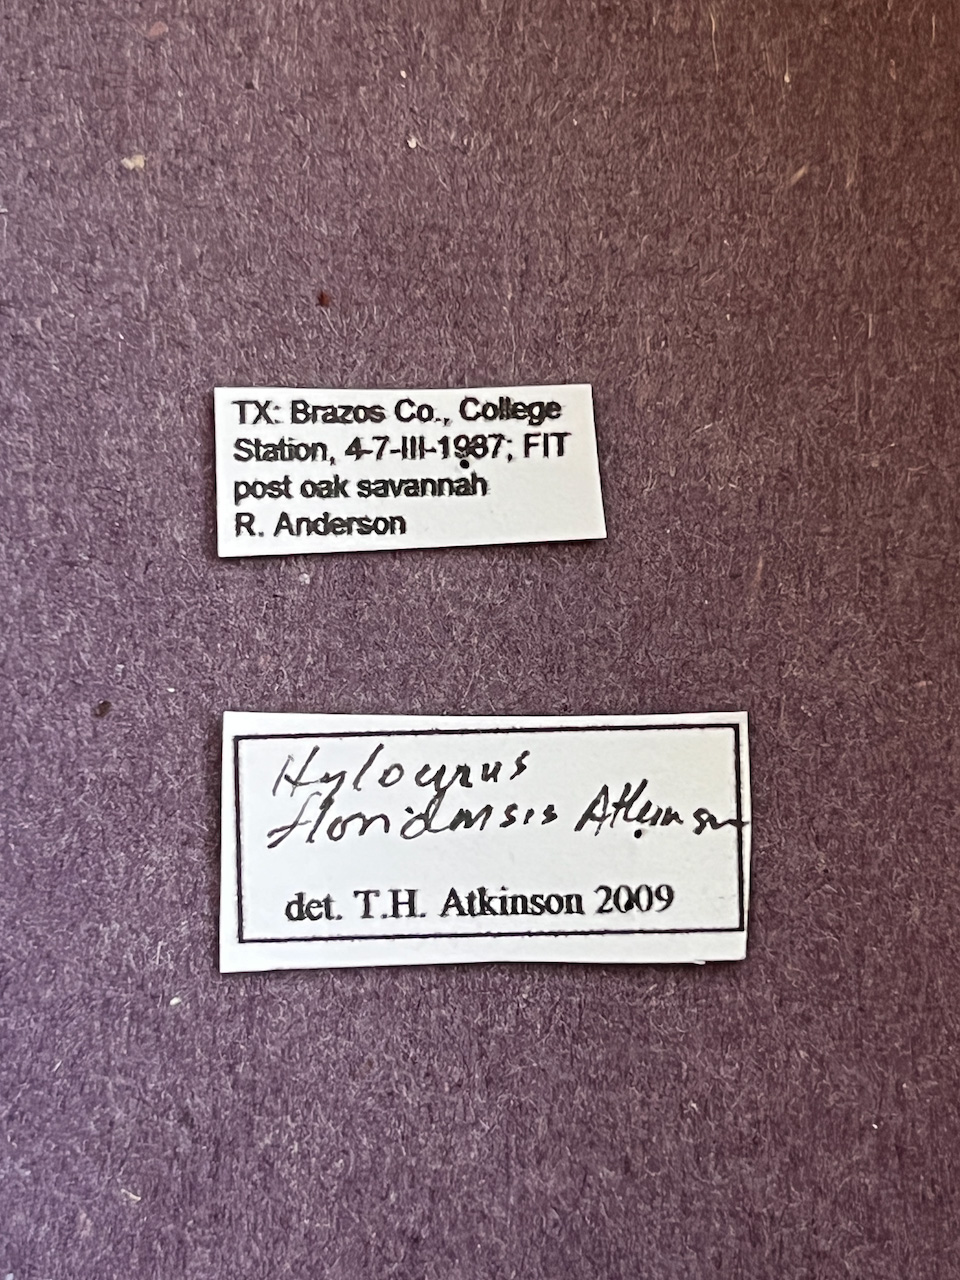 TX: Brazos Co., College
Station, 4-7-III-1987; FIT
post oak savannah
R. Anderson
Hylocurus
floridensis Atkinson
det. T.H. Atkinson 2009